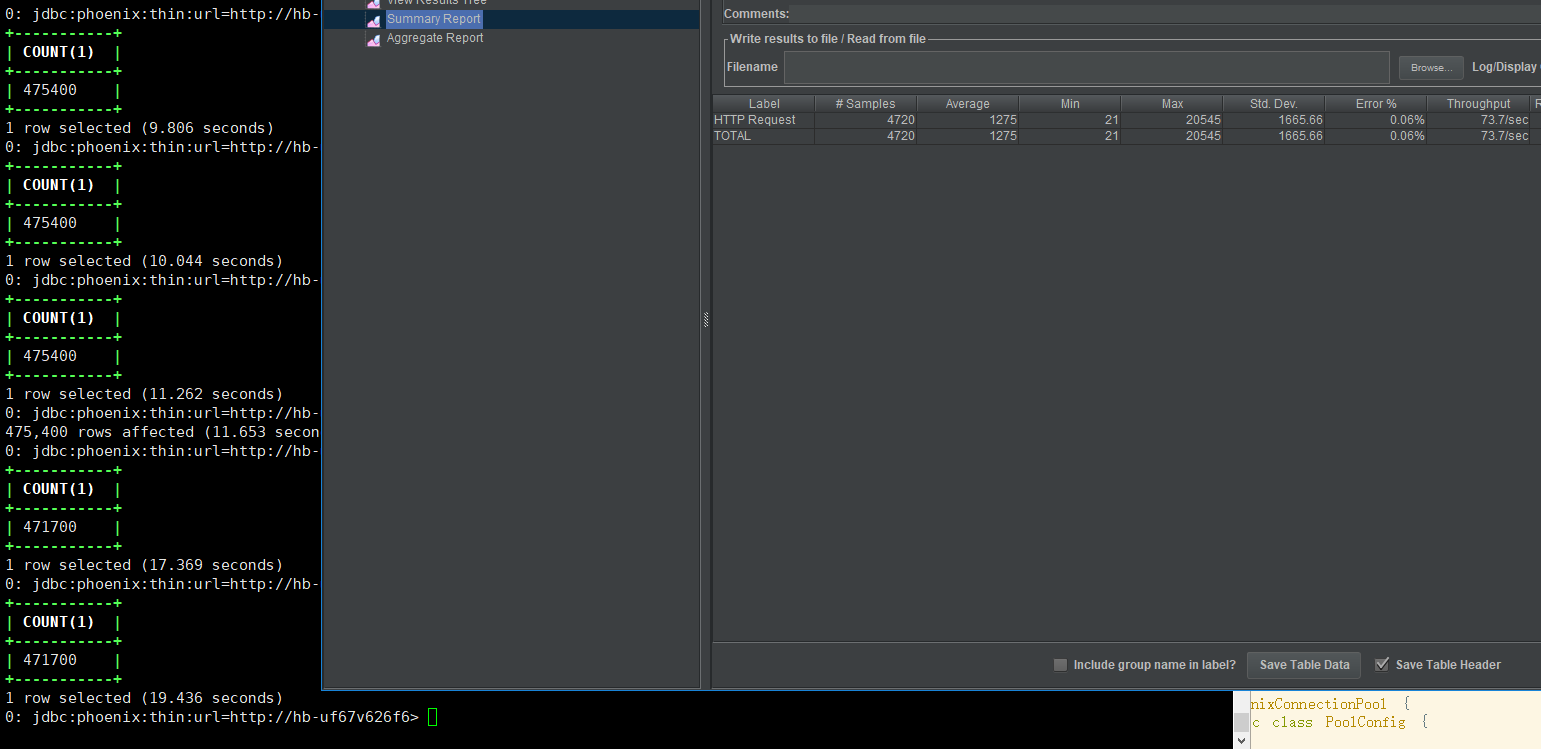 0: jdbc:phoenix:thin:url=http://hb-
+-----------+
| COUNT(1)  |
+-----------+
| 475400    |
+-----------+
1 row selected (9.806 seconds)
0: jdbc:phoenix:thin:url=http://hb-
+-----------+
| COUNT(1)  |
+-----------+
| 475400    |
+-----------+
1 row selected (10.044 seconds)
0: jdbc:phoenix:thin:url=http://hb-
+-----------+
| COUNT(1)  |
+-----------+
| 475400    |
+-----------+
1 row selected (11.262 seconds)
0: jdbc:phoenix:thin:url=http://hb-
475,400 rows affected (11.653 secon
0: jdbc:phoenix:thin:url=http://hb-
+-----------+
| COUNT(1)  |
+-----------+
| 471700    |
+-----------+
1 row selected (17.369 seconds)
0: jdbc:phoenix:thin:url=http://hb-
+-----------+
| COUNT(1)  |
+-----------+
| 471700    |
+-----------+
1 row selected (19.436 seconds)
0: jdbc:phoenix:thin:url=http://hb-uf67v626f6>
View Results Tree
Summary Report
Aggregate Report
Comments:
Write results to file / Read from file
Filename Browse... Log/Display
Label # Samples Average Min Max Std. Dev. Error % Throughput R
HTTP Request 4720 1275 21 20545 1665.66 0.06% 73.7/sec
TOTAL 4720 1275 21 20545 1665.66 0.06% 73.7/sec
Include group name in label? Save Table Data Save Table Header
nixConnectionPool {
c class PoolConfig {